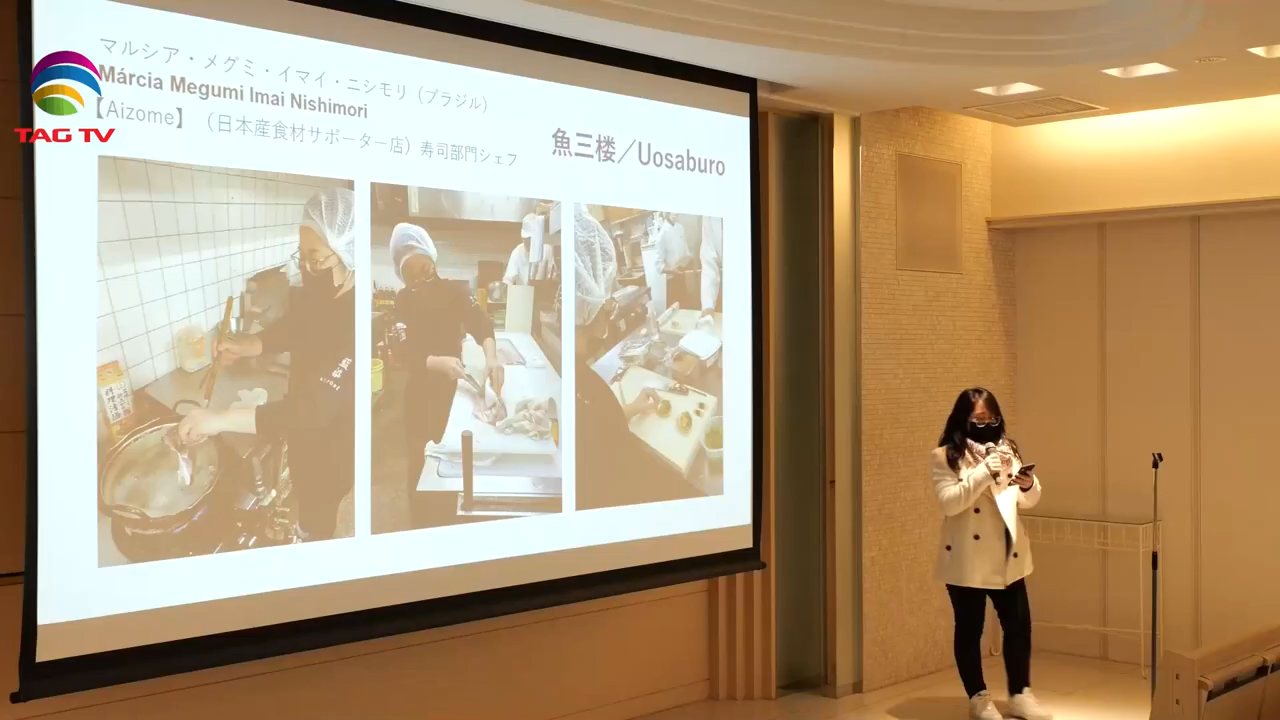 マルシア・メグミ・イマイ・ニシモリ（ブラジル）
Márcia Megumi Imai Nishimori
【Aizome】（日本産食材サポーター店）寿司部門シェフ
魚三楼／Uosaburo
TAG TV